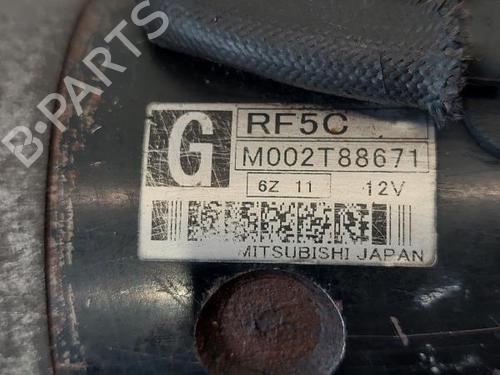 B-PARTS
G
RF5C
M002T88671
6Z 11 12V
MITSUBISHI JAPAN